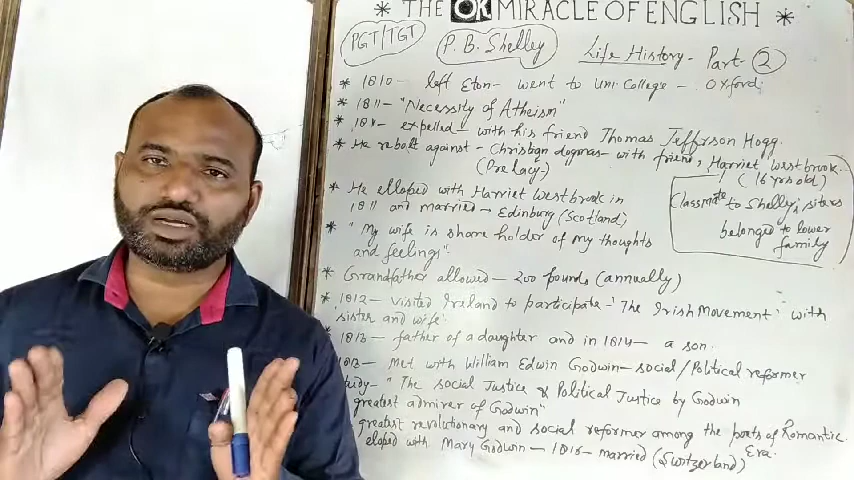 * THE OK MIRACLE OF ENGLISH *
PGT/TGT P. B. Shelley Life History - Part 2
* 1810 - left Eton - went to Uni. College - Oxford
* 1811 - "Necessity of Atheism"
* expelled - with his friend Thomas Jeffrson Hogg.
* He rebolt against - Christian dogmas - with friend, Harriet Westbrook
(Prelacy-) (16 yrs old)
Classmate to Shelley's sisters
belonged to lower
family
* He elloped with Harriet Westbrook in
1811 and married - Edinburg (Scotland)
* "My wife is share holder of my thoughts
and feelings".
* Grandfather allowed - 200 pounds (annually)
* 1812 - visited Ireland to participate - 'The Irish Movement' with
sister and wife
* 1813 - father of a daughter and in 1814 - a son.
1813 - Met with William Edwin Godwin - social/Political reformer
"The social Justice & Political Justice by Godwin
greatest admirer of Godwin"
greatest revolutionary and social reformer among the poets of Romantic
Era.
eloped with Mary Godwin - married (Switzerland)